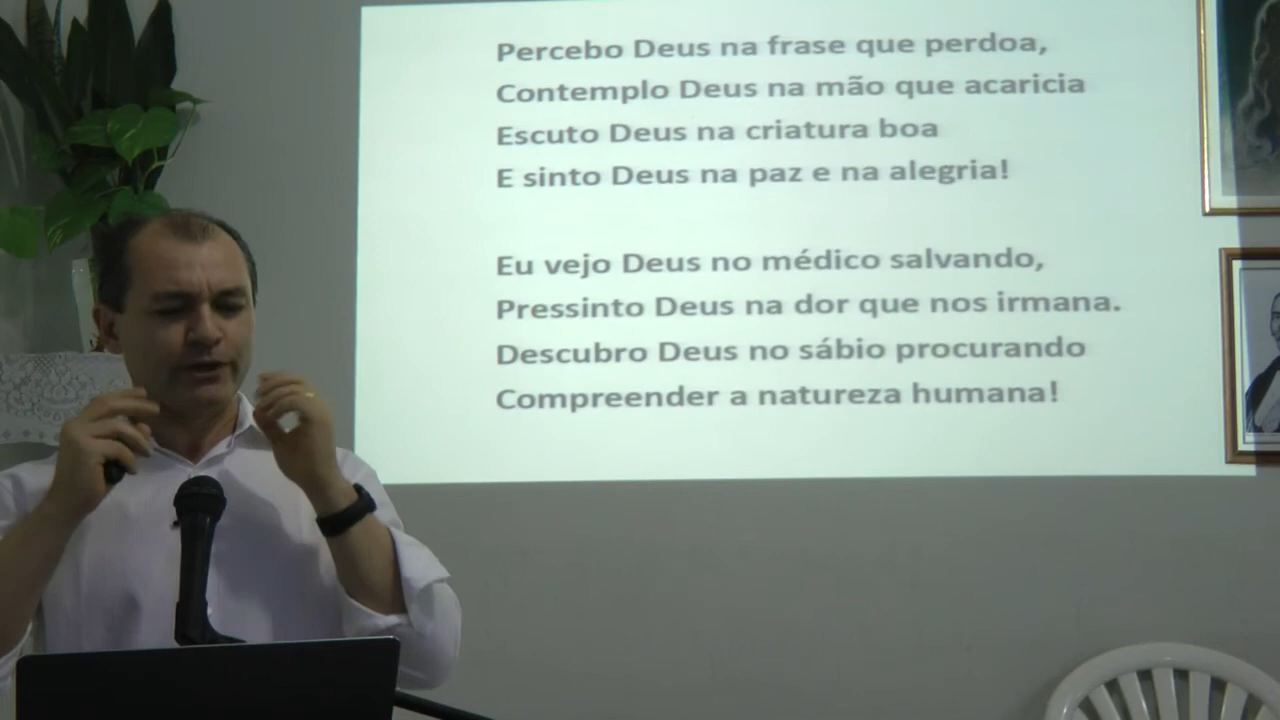 Percebo Deus na frase que perdoa,
Contemplo Deus na mão que acaricia
Escuto Deus na criatura boa
E sinto Deus na paz e na alegria!
Eu vejo Deus no médico salvando,
Pressinto Deus na dor que nos irmana.
Descubro Deus no sábio procurando
Compreender a natureza humana!